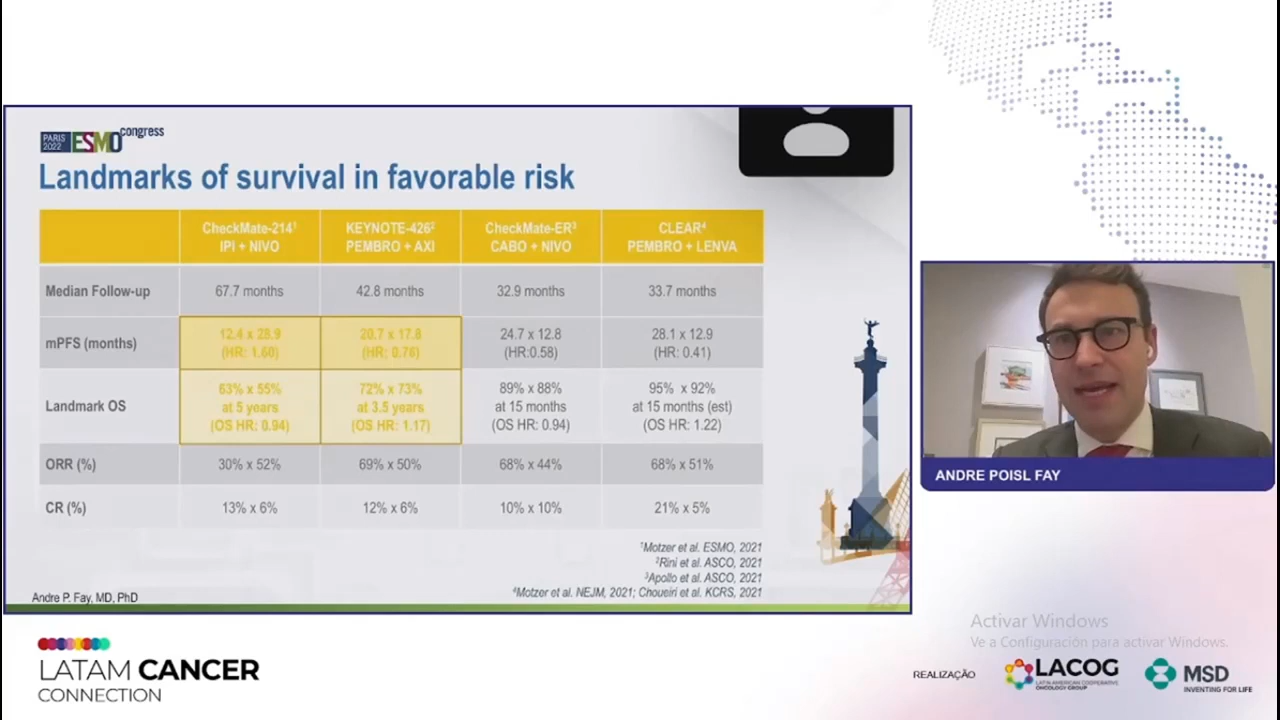 PARIS 2022 ESMO congress
Landmarks of survival in favorable risk
CheckMate-214¹ KEYNOTE-426² CheckMate-ER³ CLEAR⁴
IPI + NIVO PEMBRO + AXI CABO + NIVO PEMBRO + LENVA
Median Follow-up 67.7 months 42.8 months 32.9 months 33.7 months
mPFS (months) 12.4 x 28.9 (HR: 1.60) 20.7 x 17.8 (HR: 0.76) 24.7 x 12.8 (HR:0.58) 28.1 x 12.9 (HR: 0.41)
Landmark OS 63% x 55% at 5 years (OS HR: 0.94) 72% x 73% at 3.5 years (OS HR: 1.17) 89% x 88% at 15 months (OS HR: 0.94) 95% x 92% at 15 months (est) (OS HR: 1.22)
ORR (%) 30% x 52% 69% x 50% 68% x 44% 68% x 51%
CR (%) 13% x 6% 12% x 6% 10% x 10% 21% x 5%
¹Motzer et al. ESMO, 2021
²Rini et al. ASCO, 2021
³Apollo et al. ASCO, 2021
⁴Motzer et al. NEJM, 2021; Choueiri et al. KCRS, 2021
Andre P. Fay, MD, PhD
ANDRE POISL FAY
Activar Windows
Ve a Configuración para activar Windows.
LATAM CANCER
CONNECTION
REALIZAÇÃO
LACOG
LATIN AMERICAN COOPERATIVE
ONCOLOGY GROUP
MSD
INVENTING FOR LIFE